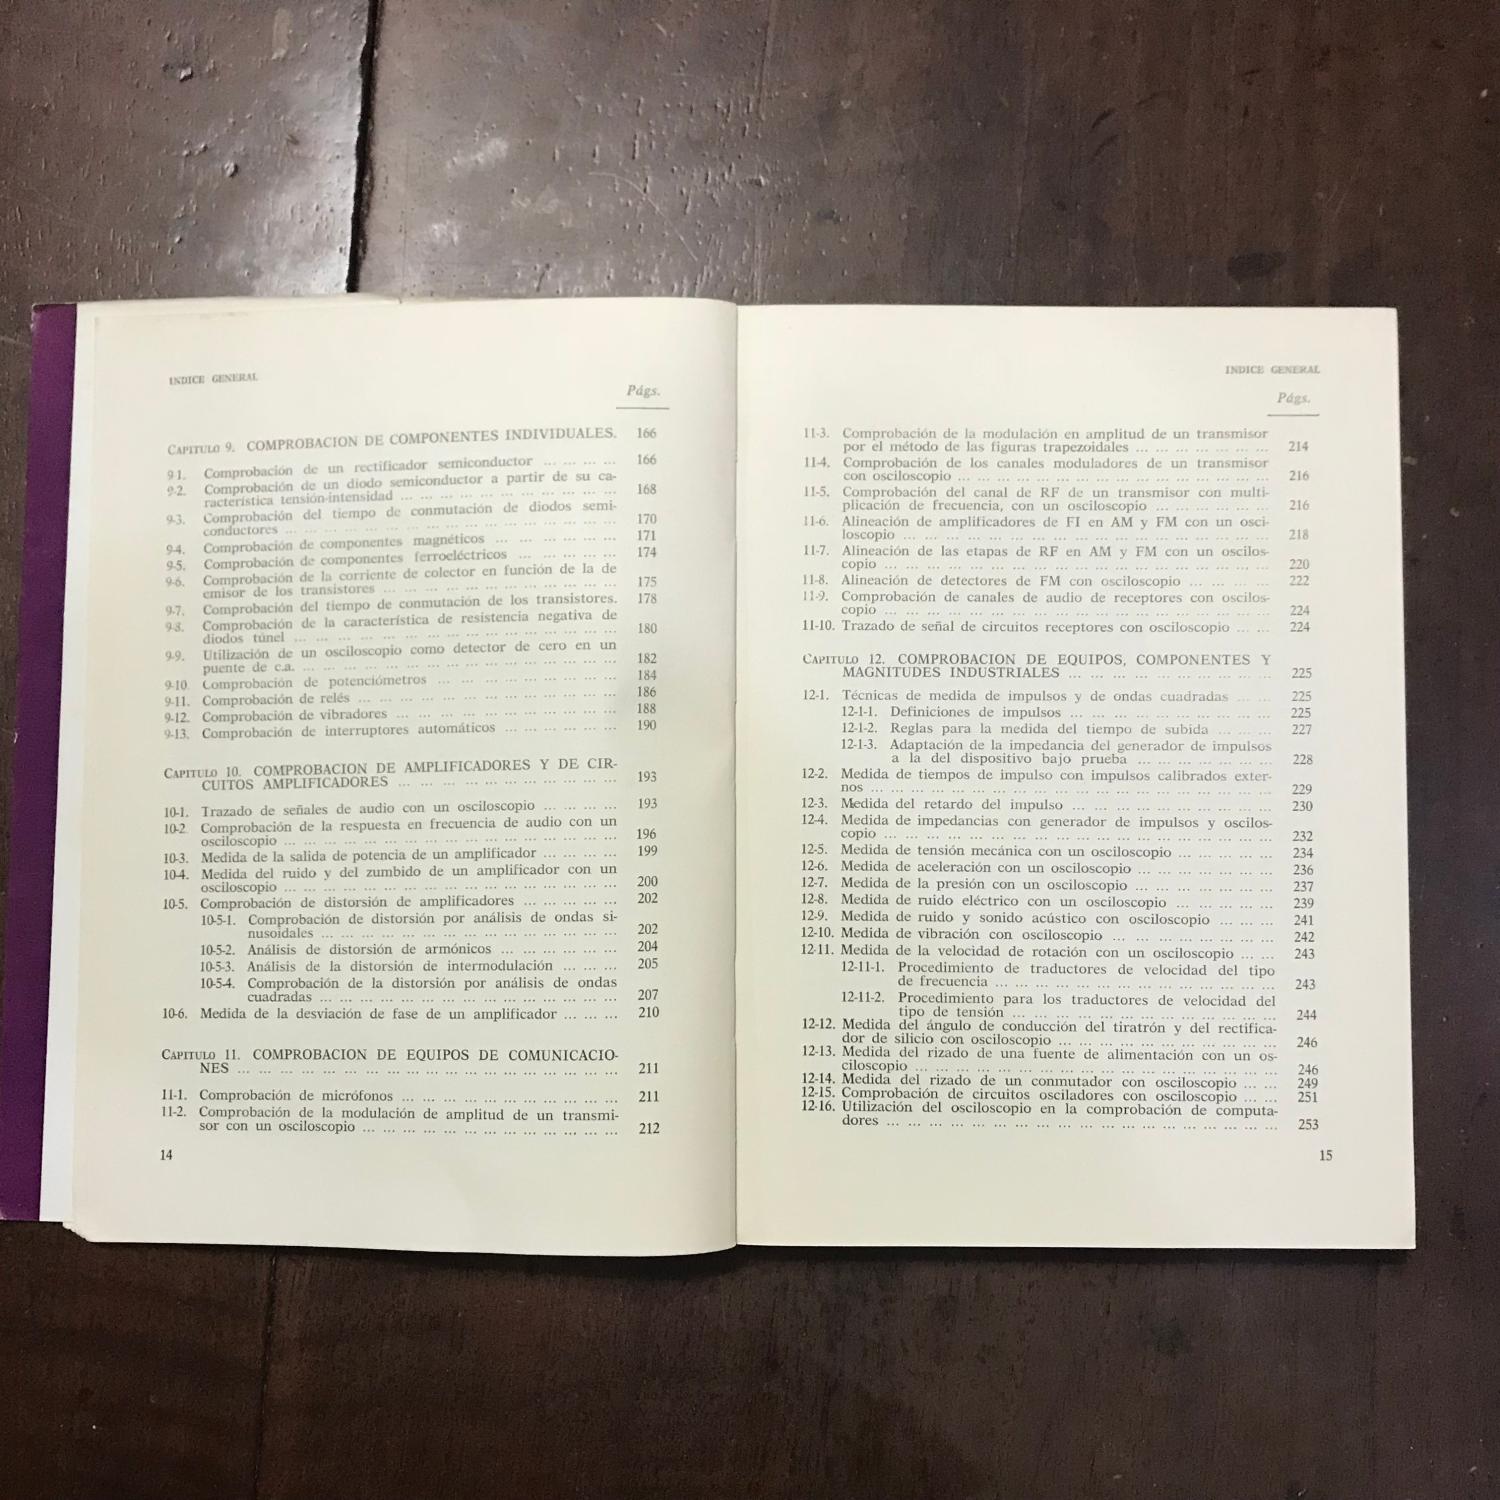 INDICE GENERAL
Págs.
CAPITULO 9. COMPROBACION DE COMPONENTES INDIVIDUALES. 166
9-1. Comprobación de un rectificador semiconductor ... ... ... ... 166
9-2. Comprobación de un diodo semiconductor a partir de su ca-
racterística tensión-intensidad ... ... ... ... ... ... ... ... ... 168
9-3. Comprobación del tiempo de conmutación de diodos semi-
conductores ... ... ... ... ... ... ... ... ... ... ... ... ... 170
9-4. Comprobación de componentes magnéticos ... ... ... ... ... 171
9-5. Comprobación de componentes ferroeléctricos ... ... ... ... 174
9-6. Comprobación de la corriente de colector en función de la de
emisor de los transistores ... ... ... ... ... ... ... ... ... 175
9-7. Comprobación del tiempo de conmutación de los transistores. 178
9-8. Comprobación de la característica de resistencia negativa de
diodos túnel ... ... ... ... ... ... ... ... ... ... ... ... ... 180
9-9. Utilización de un osciloscopio como detector de cero en un
puente de c.a. ... ... ... ... ... ... ... ... ... ... ... ... ... 182
9-10. Comprobación de potenciómetros ... ... ... ... ... ... ... 184
9-11. Comprobación de relés ... ... ... ... ... ... ... ... ... ... 186
9-12. Comprobación de vibradores ... ... ... ... ... ... ... ... ... 188
9-13. Comprobación de interruptores automáticos ... ... ... ... ... 190
CAPITULO 10. COMPROBACION DE AMPLIFICADORES Y DE CIR-
CUITOS AMPLIFICADORES ... ... ... ... ... ... ... ... ... 193
10-1. Trazado de señales de audio con un osciloscopio ... ... ... ... 193
10-2 Comprobación de la respuesta en frecuencia de audio con un
osciloscopio ... ... ... ... ... ... ... ... ... ... ... ... ... 196
10-3. Medida de la salida de potencia de un amplificador ... ... ... ... 199
10-4. Medida del ruido y del zumbido de un amplificador con un
osciloscopio ... ... ... ... ... ... ... ... ... ... ... ... ... 200
10-5. Comprobación de distorsión de amplificadores ... ... ... ... ... 202
10-5-1. Comprobación de distorsión por análisis de ondas si-
nusoidales ... ... ... ... ... ... ... ... ... ... ... ... 202
10-5-2. Análisis de distorsión de armónicos ... ... ... ... ... ... 204
10-5-3. Análisis de la distorsión de intermodulación ... ... ... 205
10-5-4. Comprobación de la distorsión por análisis de ondas
cuadradas ... ... ... ... ... ... ... ... ... ... ... ... ... 207
10-6. Medida de la desviación de fase de un amplificador ... ... ... 210
CAPITULO 11. COMPROBACION DE EQUIPOS DE COMUNICACIO-
NES ... ... ... ... ... ... ... ... ... ... ... ... ... ... ... 211
11-1. Comprobación de micrófonos ... ... ... ... ... ... ... ... ... 211
11-2. Comprobación de la modulación de amplitud de un transmi-
sor con un osciloscopio ... ... ... ... ... ... ... ... ... ... 212
14
INDICE GENERAL
Págs.
11-3. Comprobación de la modulación en amplitud de un transmisor
por el método de las figuras trapezoidales ... ... ... ... ... ... 214
11-4. Comprobación de los canales moduladores de un transmisor
con osciloscopio ... ... ... ... ... ... ... ... ... ... ... ... 216
11-5. Comprobación del canal de RF de un transmisor con multi-
plicación de frecuencia, con un osciloscopio ... ... ... ... ... 216
11-6. Alineación de amplificadores de FI en AM y FM con un osci-
loscopio ... ... ... ... ... ... ... ... ... ... ... ... ... ... 218
11-7. Alineación de las etapas de RF en AM y FM con un oscilos-
copio ... ... ... ... ... ... ... ... ... ... ... ... ... ... ... 220
11-8. Alineación de detectores de FM con osciloscopio ... ... ... ... 222
11-9. Comprobación de canales de audio de receptores con oscilos-
copio ... ... ... ... ... ... ... ... ... ... ... ... ... ... ... 224
11-10. Trazado de señal de circuitos receptores con osciloscopio ... ... 224
CAPITULO 12. COMPROBACION DE EQUIPOS, COMPONENTES Y
MAGNITUDES INDUSTRIALES ... ... ... ... ... ... ... ... 225
12-1. Técnicas de medida de impulsos y de ondas cuadradas ... ... 225
12-1-1. Definiciones de impulsos ... ... ... ... ... ... ... ... 225
12-1-2. Reglas para la medida del tiempo de subida ... ... ... 227
12-1-3. Adaptación de la impedancia del generador de impulsos
a la del dispositivo bajo prueba ... ... ... ... ... ... 228
12-2. Medida de tiempos de impulso con impulsos calibrados exter-
nos ... ... ... ... ... ... ... ... ... ... ... ... ... ... ... 229
12-3. Medida del retardo del impulso ... ... ... ... ... ... ... ... 230
12-4. Medida de impedancias con generador de impulsos y oscilos-
copio ... ... ... ... ... ... ... ... ... ... ... ... ... ... ... 232
12-5. Medida de tensión mecánica con un osciloscopio ... ... ... ... 234
12-6. Medida de aceleración con un osciloscopio ... ... ... ... ... ... 236
12-7. Medida de la presión con un osciloscopio ... ... ... ... ... ... 237
12-8. Medida de ruido eléctrico con un osciloscopio ... ... ... ... ... 239
12-9. Medida de ruido y sonido acústico con osciloscopio ... ... ... 241
12-10. Medida de vibración con osciloscopio ... ... ... ... ... ... ... 242
12-11. Medida de la velocidad de rotación con un osciloscopio ... ... 243
12-11-1. Procedimiento de traductores de velocidad del tipo
de frecuencia ... ... ... ... ... ... ... ... ... ... ... 243
12-11-2. Procedimiento para los traductores de velocidad del
tipo de tensión ... ... ... ... ... ... ... ... ... ... ... 244
12-12. Medida del ángulo de conducción del tiratrón y del rectifica-
dor de silicio con osciloscopio ... ... ... ... ... ... ... ... ... 246
12-13. Medida del rizado de una fuente de alimentación con un os-
ciloscopio ... ... ... ... ... ... ... ... ... ... ... ... ... ... 246
12-14. Medida del rizado de un conmutador con osciloscopio ... ... 249
12-15. Comprobación de circuitos osciladores con osciloscopio ... ... 251
12-16. Utilización del osciloscopio en la comprobación de computa-
dores ... ... ... ... ... ... ... ... ... ... ... ... ... ... ... 253
15